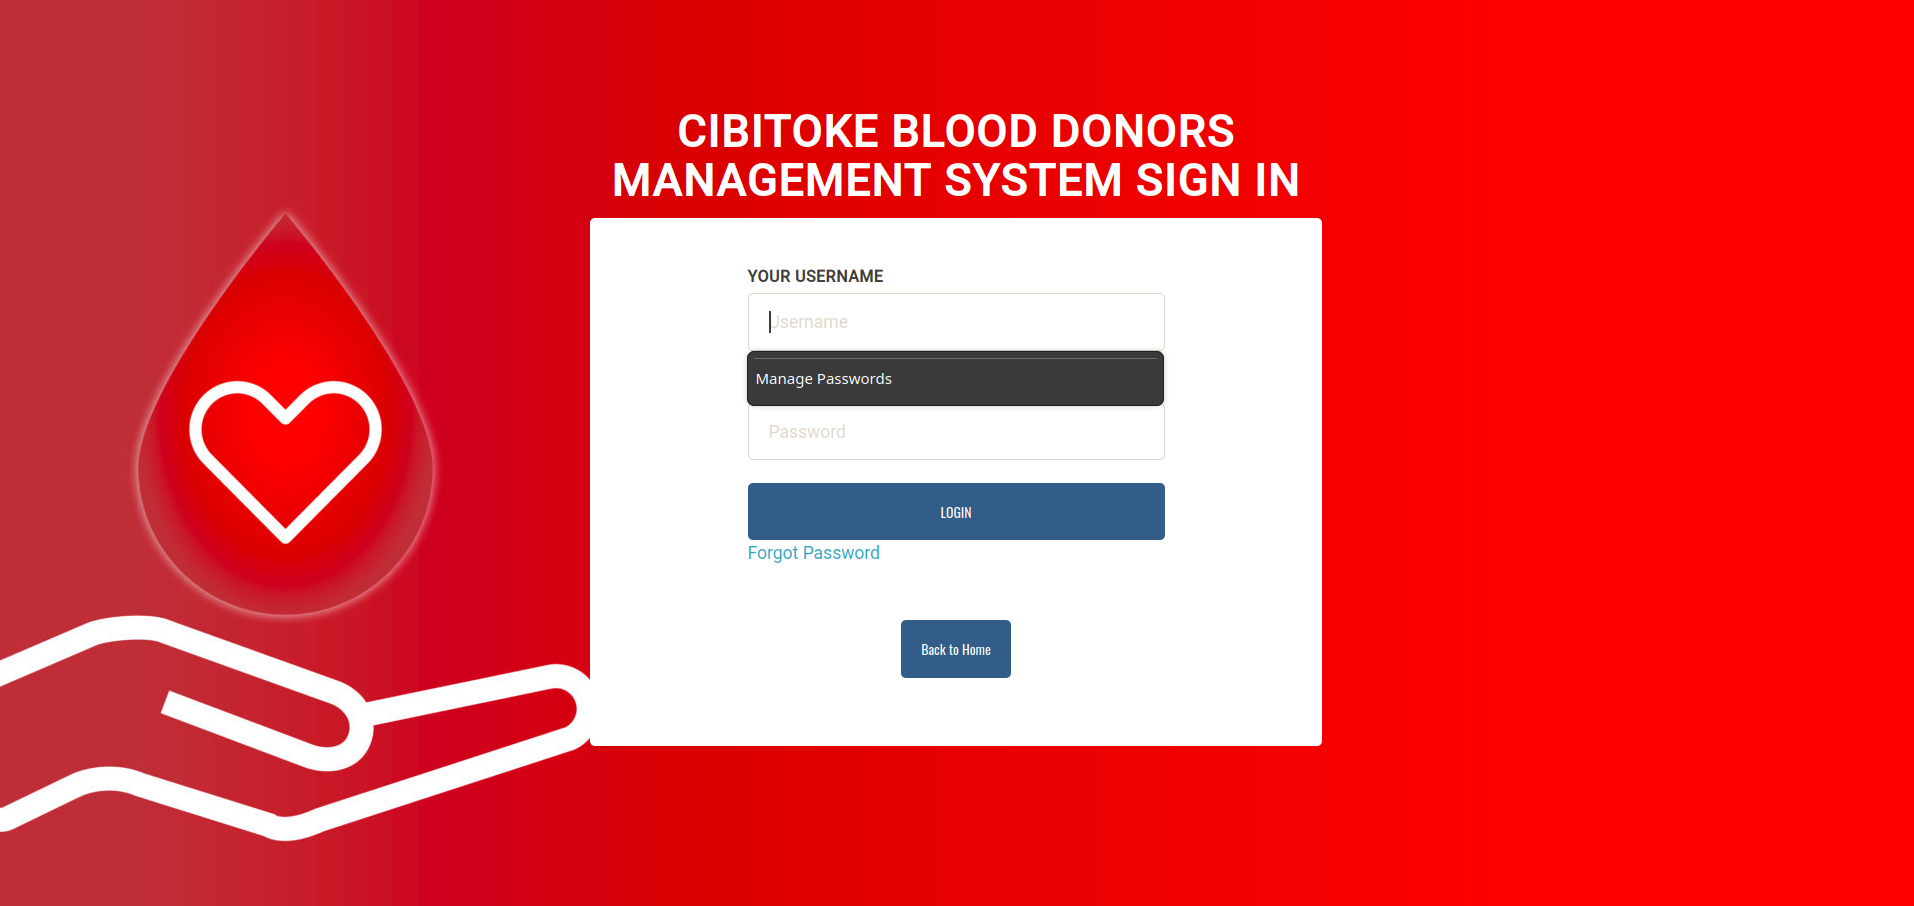 CIBITOKE BLOOD DONORS
MANAGEMENT SYSTEM SIGN IN
YOUR USERNAME
Username
Manage Passwords
Password
LOGIN
Forgot Password
Back to Home